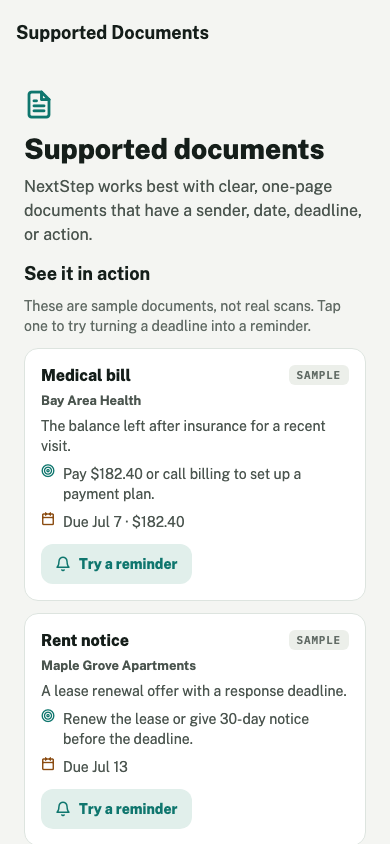 Supported Documents
Supported documents
NextStep works best with clear, one-page
documents that have a sender, date, deadline,
or action.
See it in action
These are sample documents, not real scans. Tap
one to try turning a deadline into a reminder.
Medical bill
SAMPLE
Bay Area Health
The balance left after insurance for a recent
visit.
Pay $182.40 or call billing to set up a
payment plan.
Due Jul 7 · $182.40
Try a reminder
Rent notice
SAMPLE
Maple Grove Apartments
A lease renewal offer with a response deadline.
Renew the lease or give 30-day notice
before the deadline.
Due Jul 13
Try a reminder